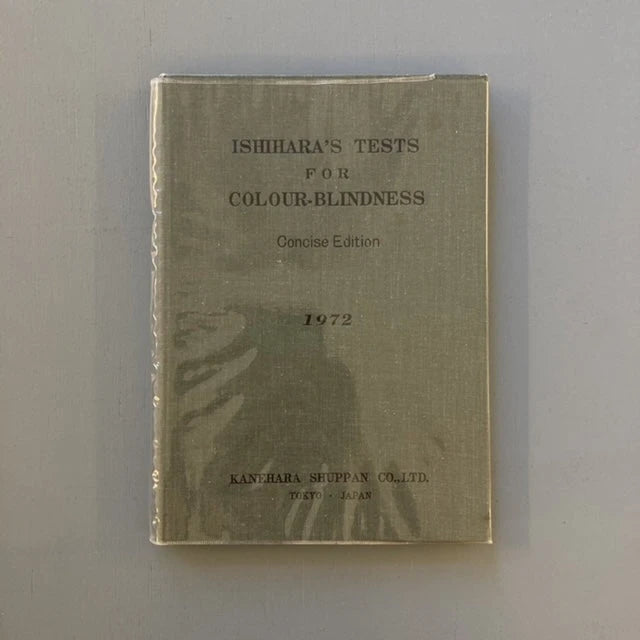 ISHIHARA'S TESTS
FOR
COLOUR-BLINDNESS
Concise Edition
1972
KANEHARA SHUPPAN CO.,LTD.
TOKYO · JAPAN